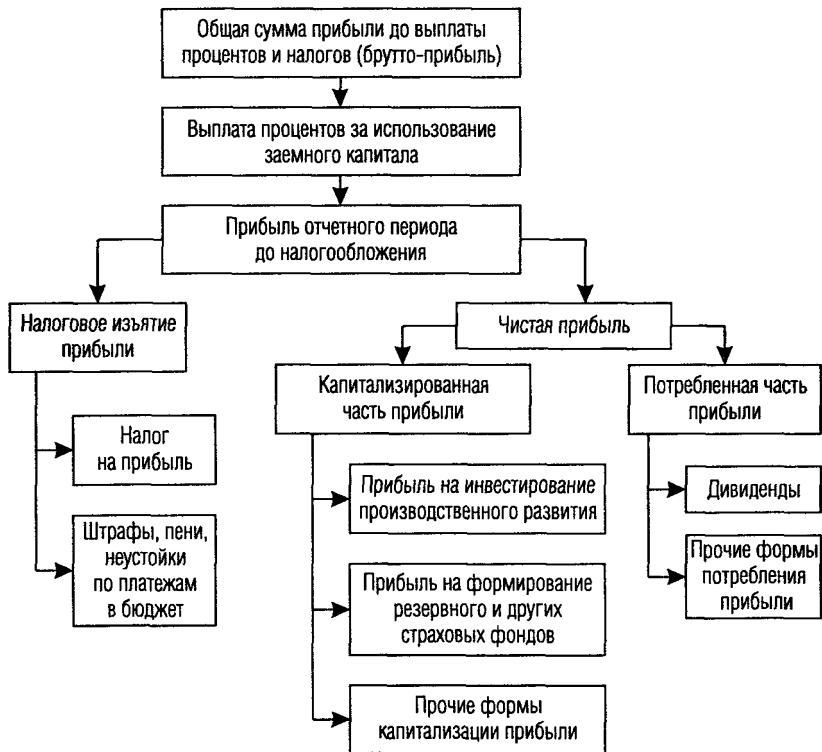 Общая сумма прибыли до выплаты
процентов и налогов (брутто-прибыль)
Выплата процентов за использование
заемного капитала
Прибыль отчетного периода
до налогообложения
Налоговое изъятие
прибыли
Налог
на прибыль
Штрафы, пени,
неустойки
по платежам
в бюджет
Чистая прибыль
Капитализированная
часть прибыли
Прибыль на инвестирование
производственного развития
Прибыль на формирование
резервного и других
страховых фондов
Прочие формы
капитализации прибыли
Потребленная часть
прибыли
Дивиденды
Прочие формы
потребления
прибыли